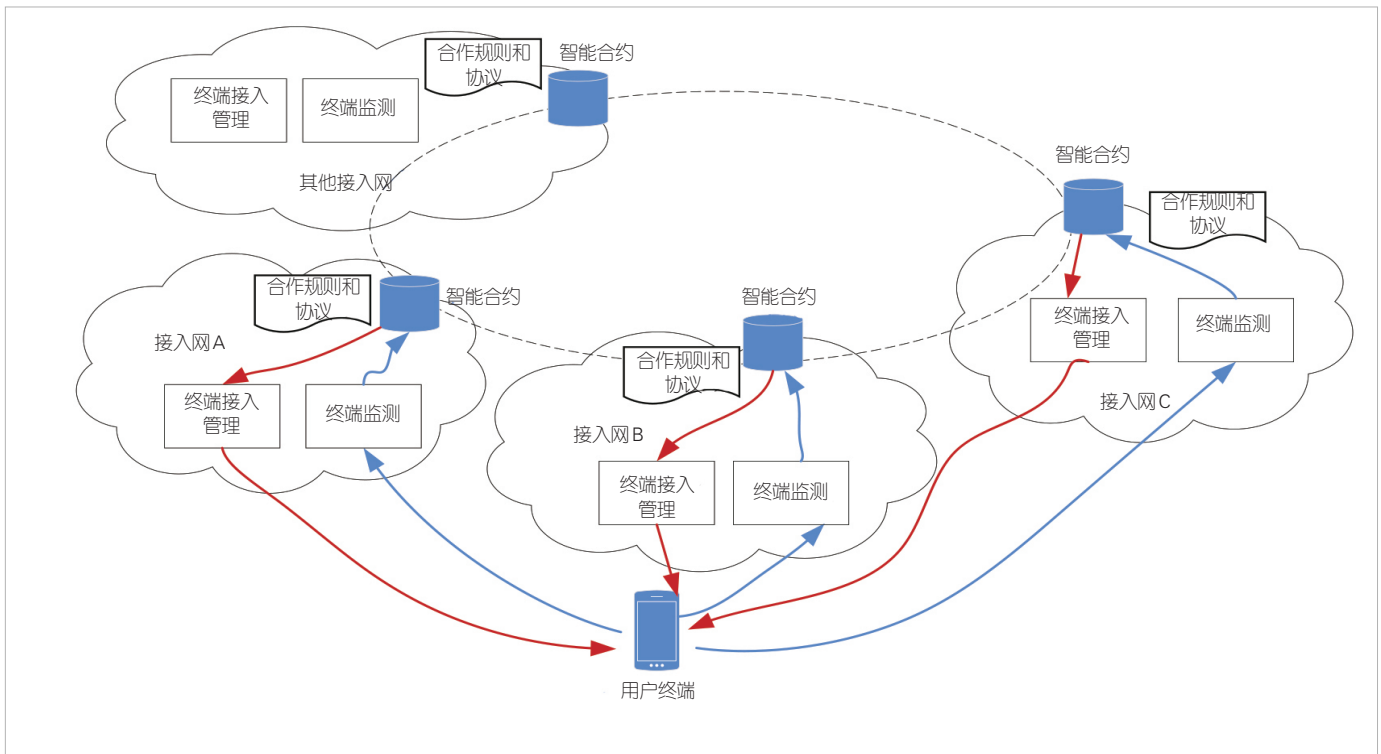 合作规则和
协议
智能合约
终端接入
管理
终端监测
其他接入网
智能合约
合作规则和
协议
终端接入
管理
终端监测
接入网C
合作规则和
协议
智能合约
接入网A
终端接入
管理
终端监测
智能合约
合作规则和
协议
接入网B
终端接入
管理
终端监测
用户终端